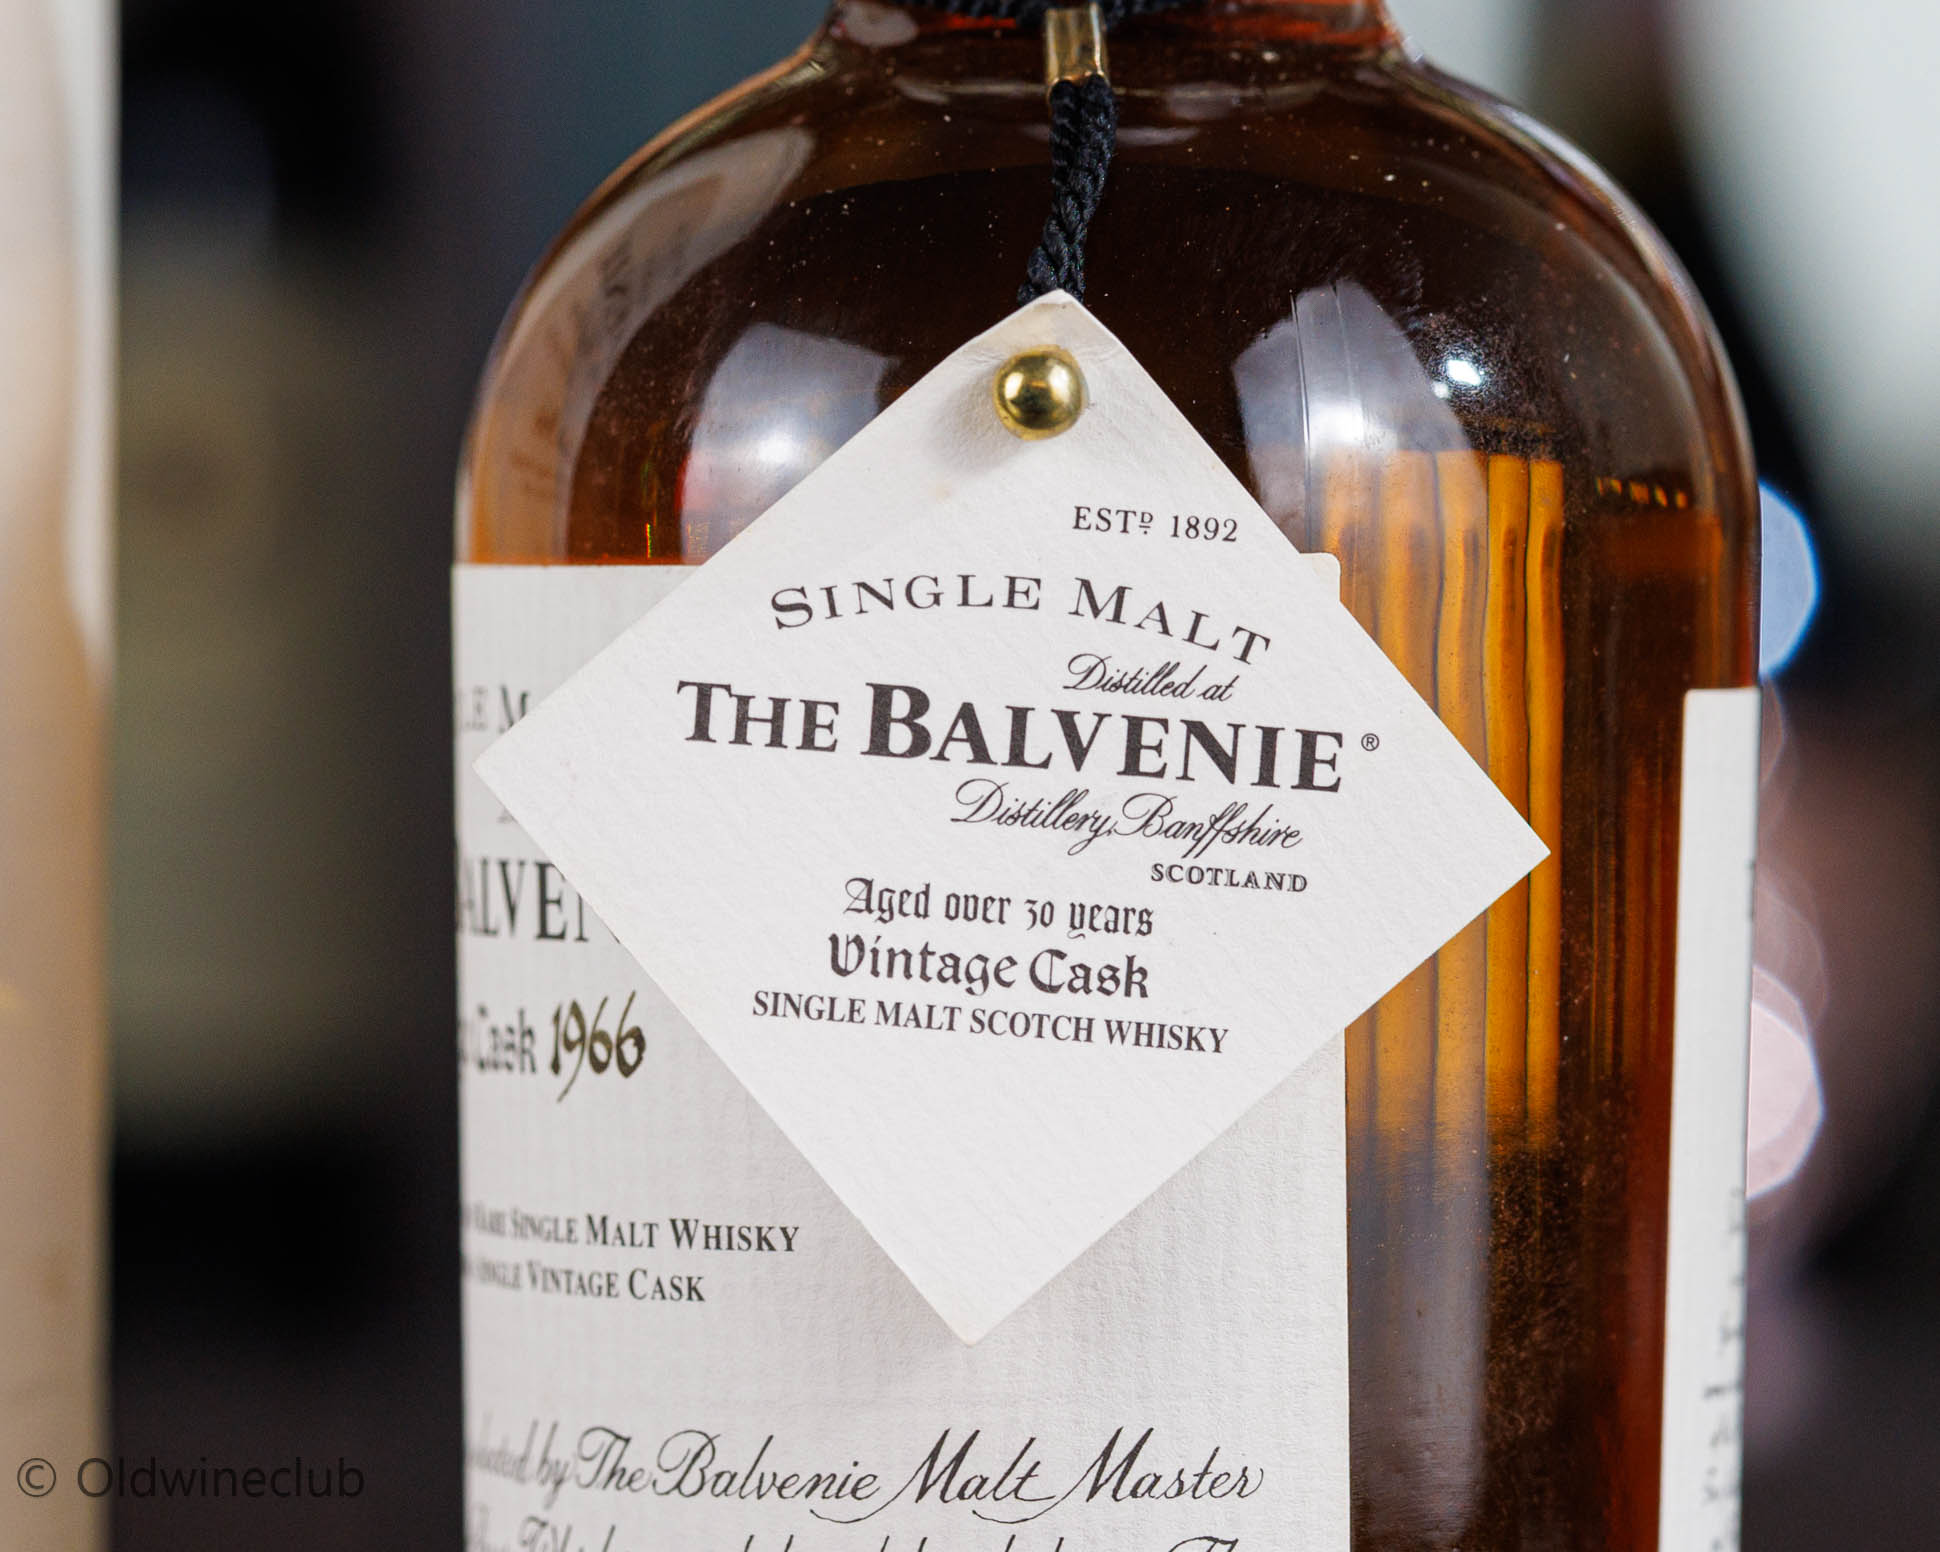 ESTD 1892
SINGLE MALT
Distilled at
THE BALVENIE®
Distillery, Banffshire
SCOTLAND
Aged over 30 years
Vintage Cask
SINGLE MALT SCOTCH WHISKY
Cask 1966
SINGLE MALT WHISKY
VINTAGE CASK
by The Balvenie Malt Master
© Oldwineclub